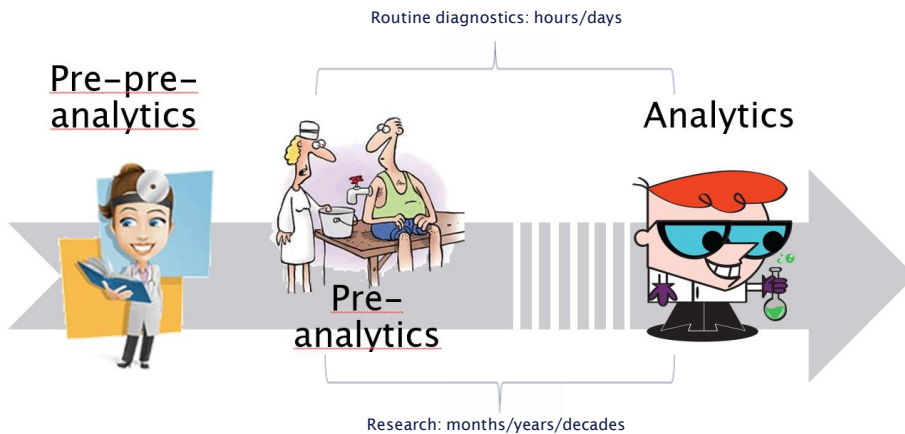 Routine diagnostics: hours/days
Pre-pre-
analytics
Analytics
Pre-
analytics
Research: months/years/decades